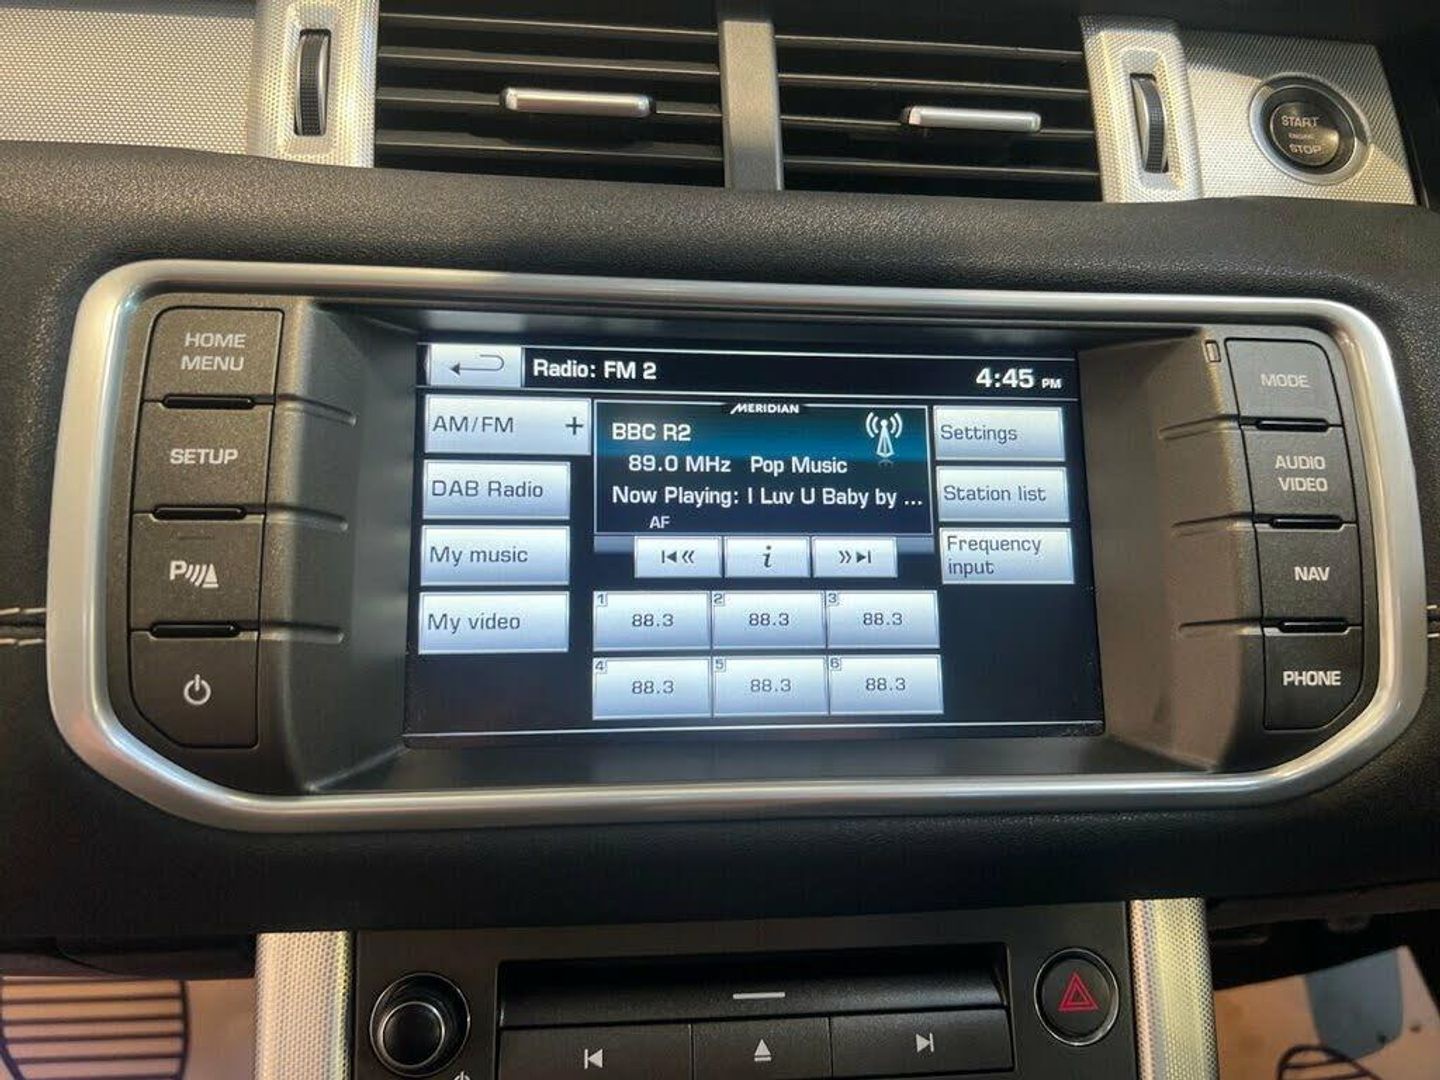 START
ENGINE
STOP
HOME
MENU
SETUP
P
Radio: FM 2
4:45 PM
AM/FM +
DAB Radio
My music
My video
MERIDIAN
BBC R2
89.0 MHz Pop Music
Now Playing: I Luv U Baby by ...
AF
i
Settings
Station list
Frequency
input
1 88.3
2 88.3
3 88.3
4 88.3
5 88.3
6 88.3
MODE
AUDIO
VIDEO
NAV
PHONE